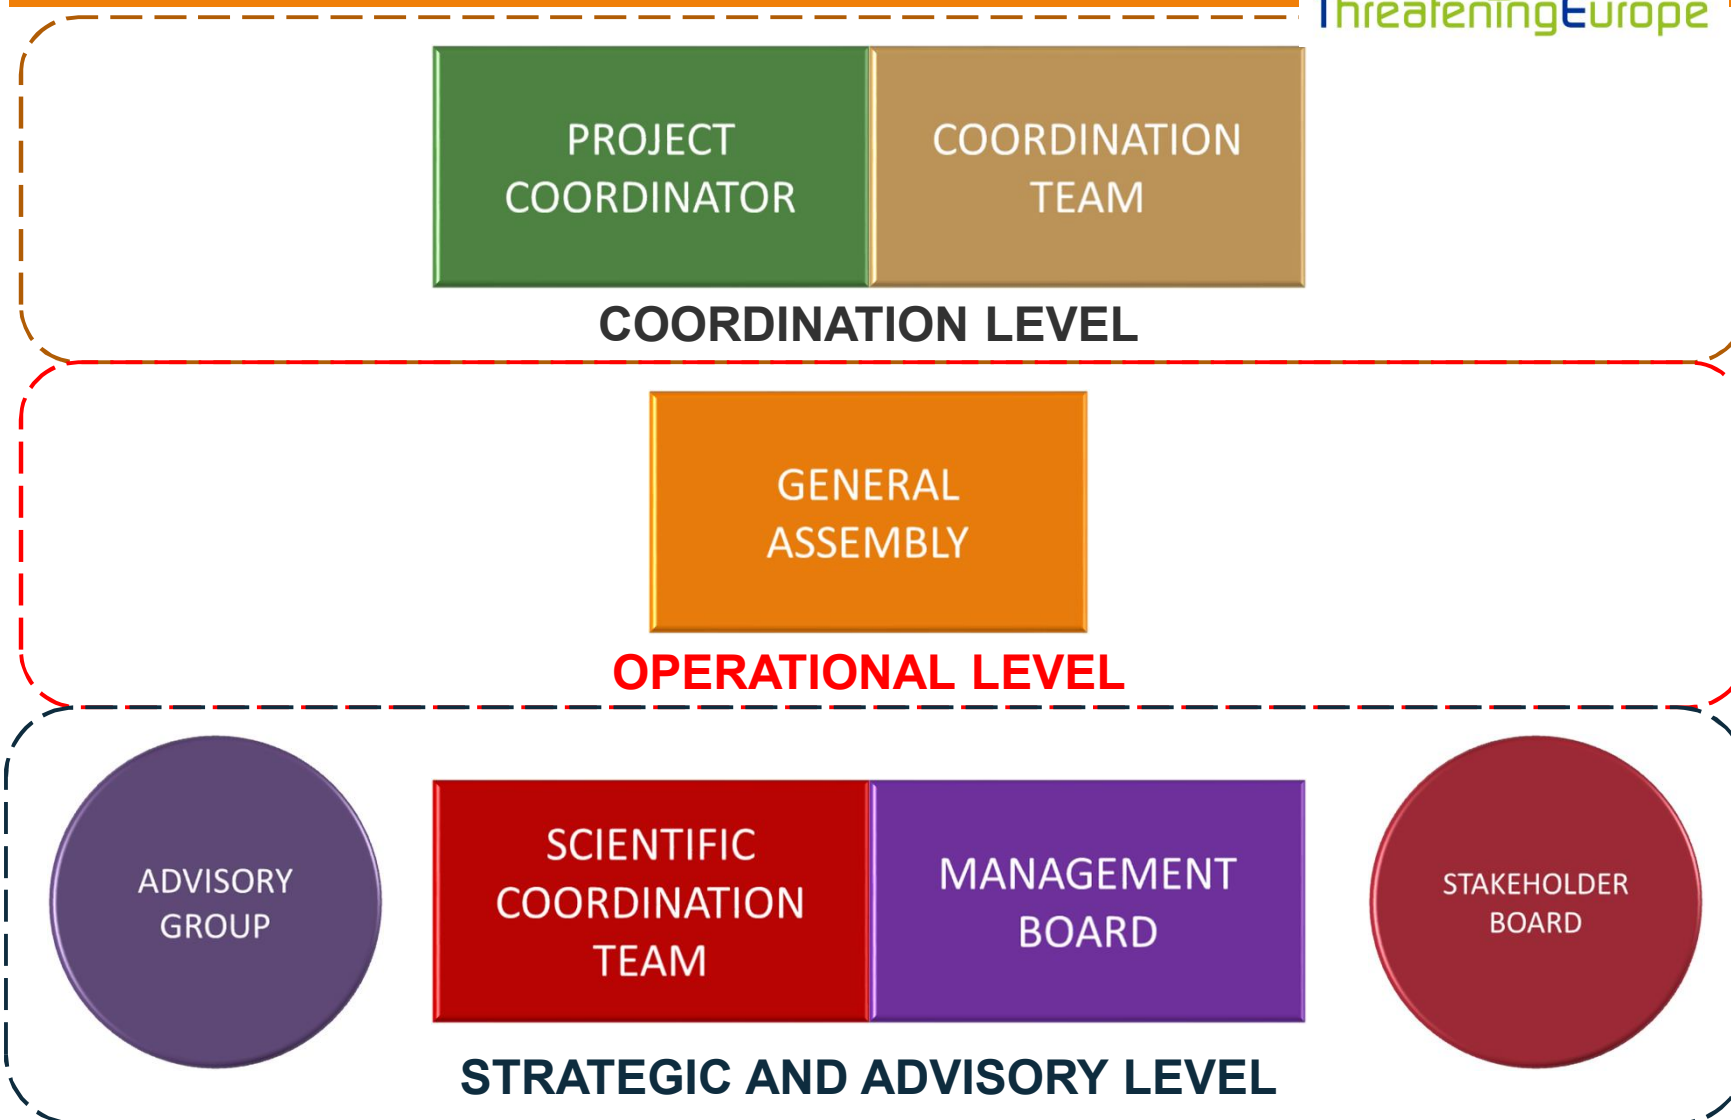 ThreateningEurope
PROJECT
COORDINATOR
COORDINATION
TEAM
COORDINATION LEVEL
GENERAL
ASSEMBLY
OPERATIONAL LEVEL
ADVISORY
GROUP
SCIENTIFIC
COORDINATION
TEAM
MANAGEMENT
BOARD
STAKEHOLDER
BOARD
STRATEGIC AND ADVISORY LEVEL